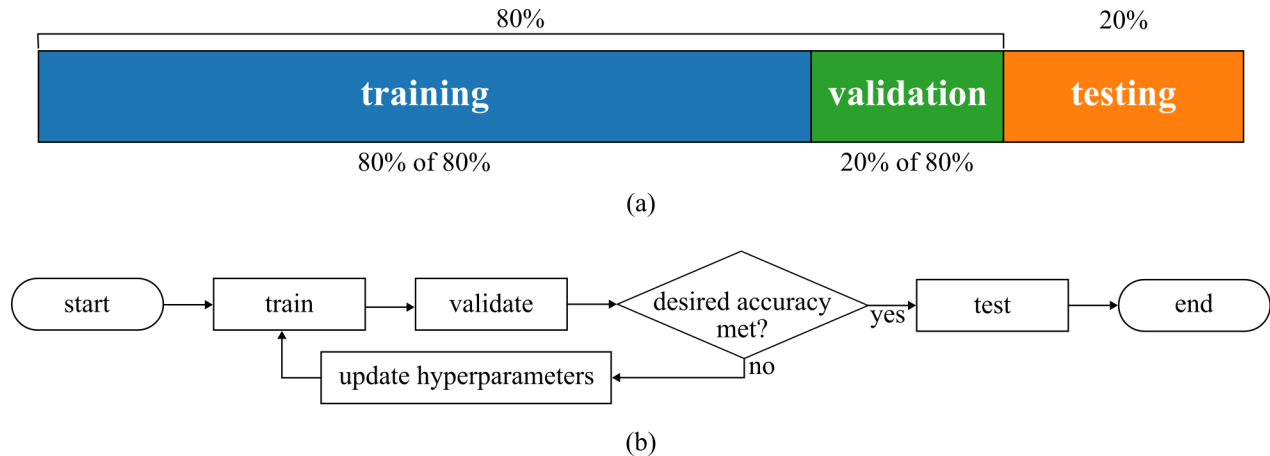 80%
20%
training
validation
testing
80% of 80%
20% of 80%
(a)
start
train
validate
desired accuracy
met?
yes
test
end
no
update hyperparameters
(b)